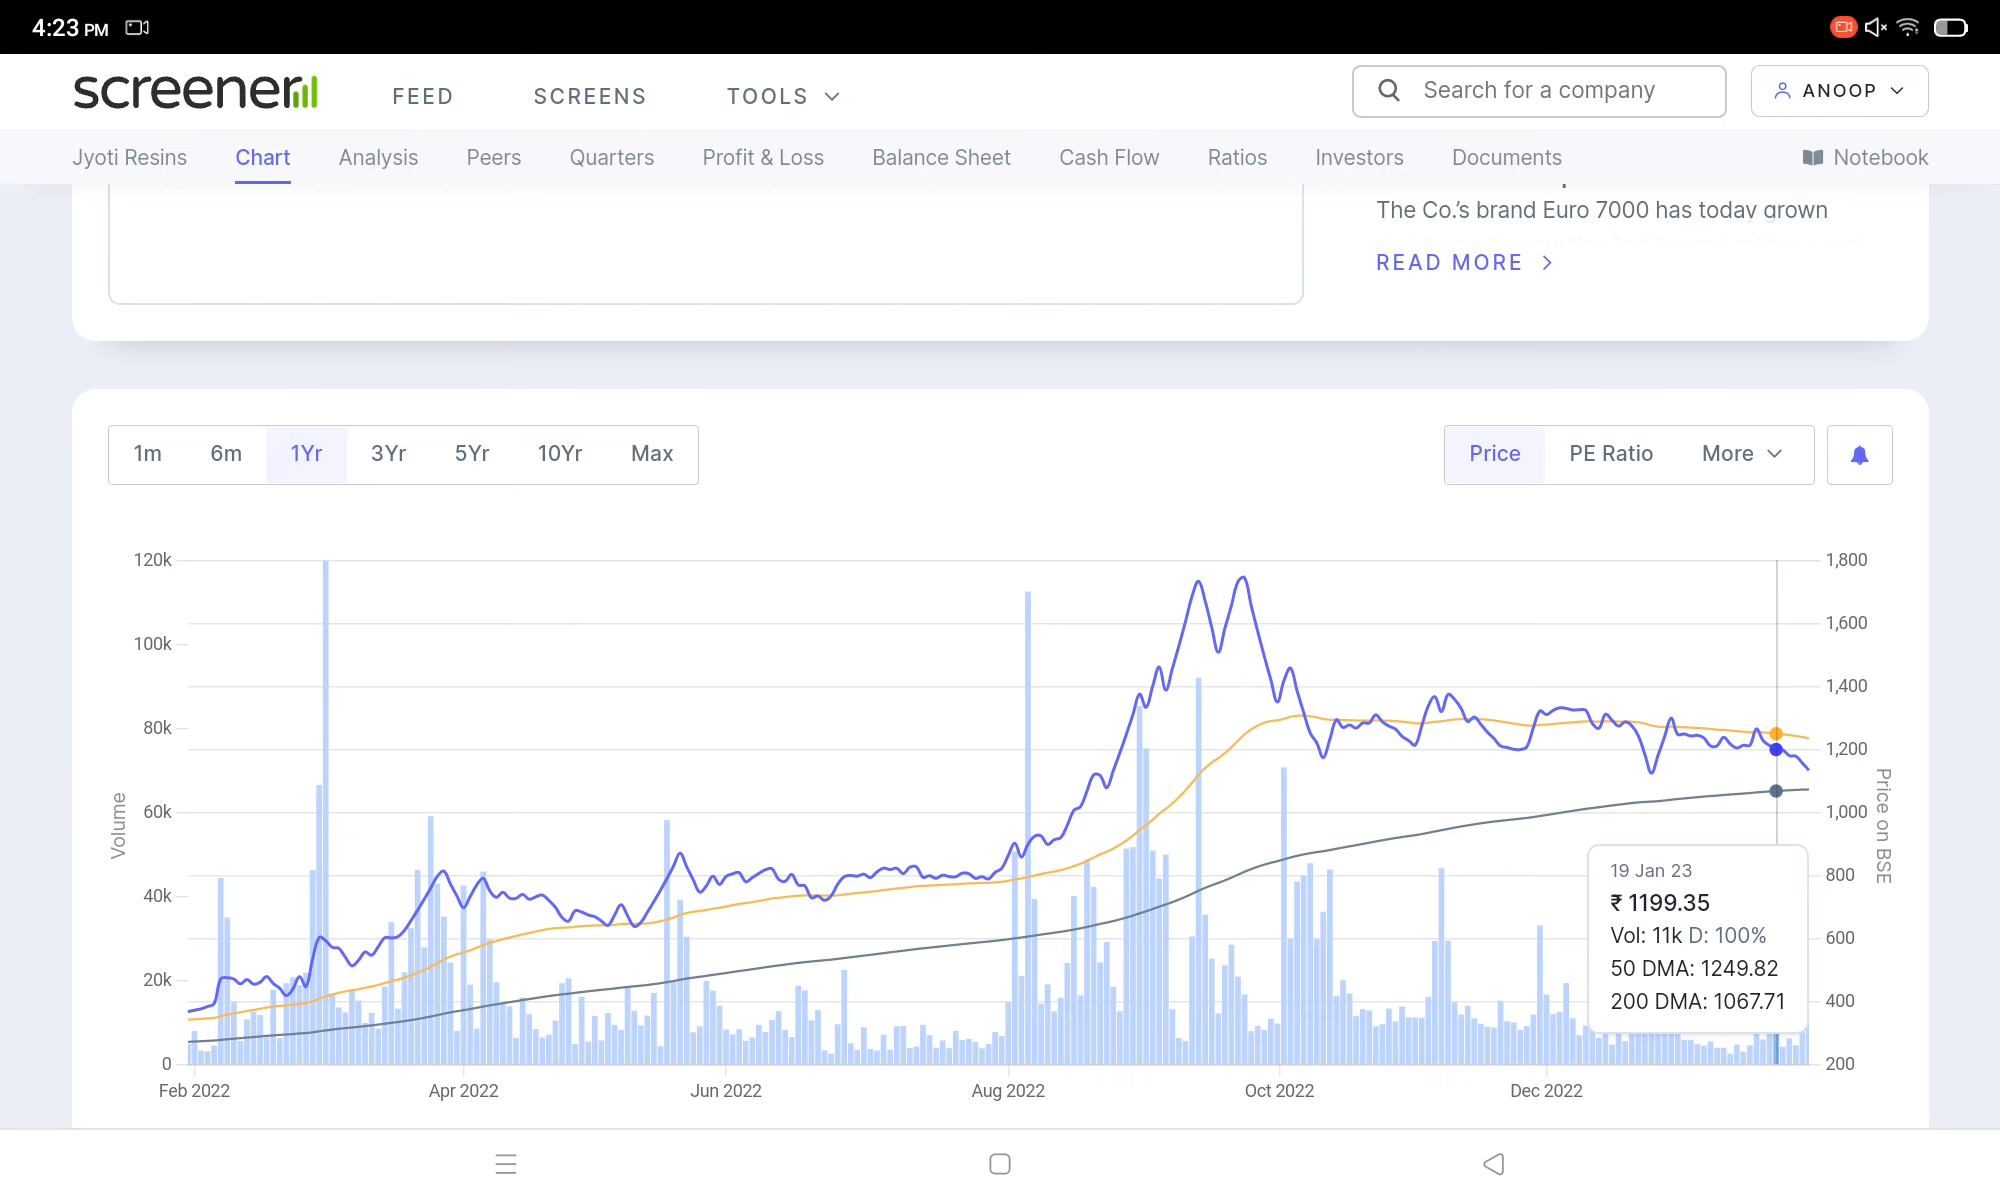 4:23 PM
screener
FEED
SCREENS
TOOLS
Search for a company
ANOOP
Jyoti Resins
Chart
Analysis
Peers
Quarters
Profit & Loss
Balance Sheet
Cash Flow
Ratios
Investors
Documents
Notebook
The Co.'s brand Euro 7000 has today grown
READ MORE
1m
6m
1Yr
3Yr
5Yr
10Yr
Max
Price
PE Ratio
More
120k
100k
80k
60k
40k
20k
0
Volume
1,800
1,600
1,400
1,200
1,000
800
600
400
200
Price on BSE
19 Jan 23
₹ 1199.35
Vol: 11k D: 100%
50 DMA: 1249.82
200 DMA: 1067.71
Feb 2022
Apr 2022
Jun 2022
Aug 2022
Oct 2022
Dec 2022